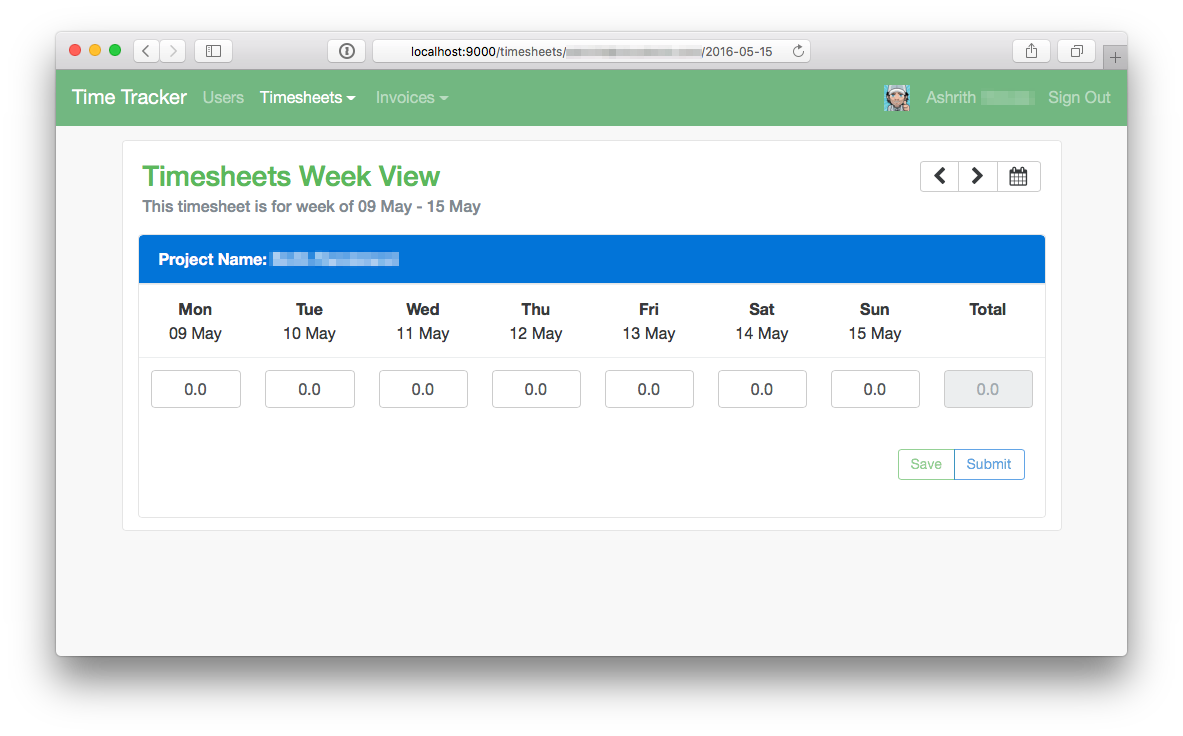 localhost:9000/timesheets/ /2016-05-15
Time Tracker Users Timesheets Invoices Ashrith Sign Out
Timesheets Week View
This timesheet is for week of 09 May - 15 May
Project Name:
Mon Tue Wed Thu Fri Sat Sun Total
09 May 10 May 11 May 12 May 13 May 14 May 15 May
0.0 0.0 0.0 0.0 0.0 0.0 0.0 0.0
Save Submit